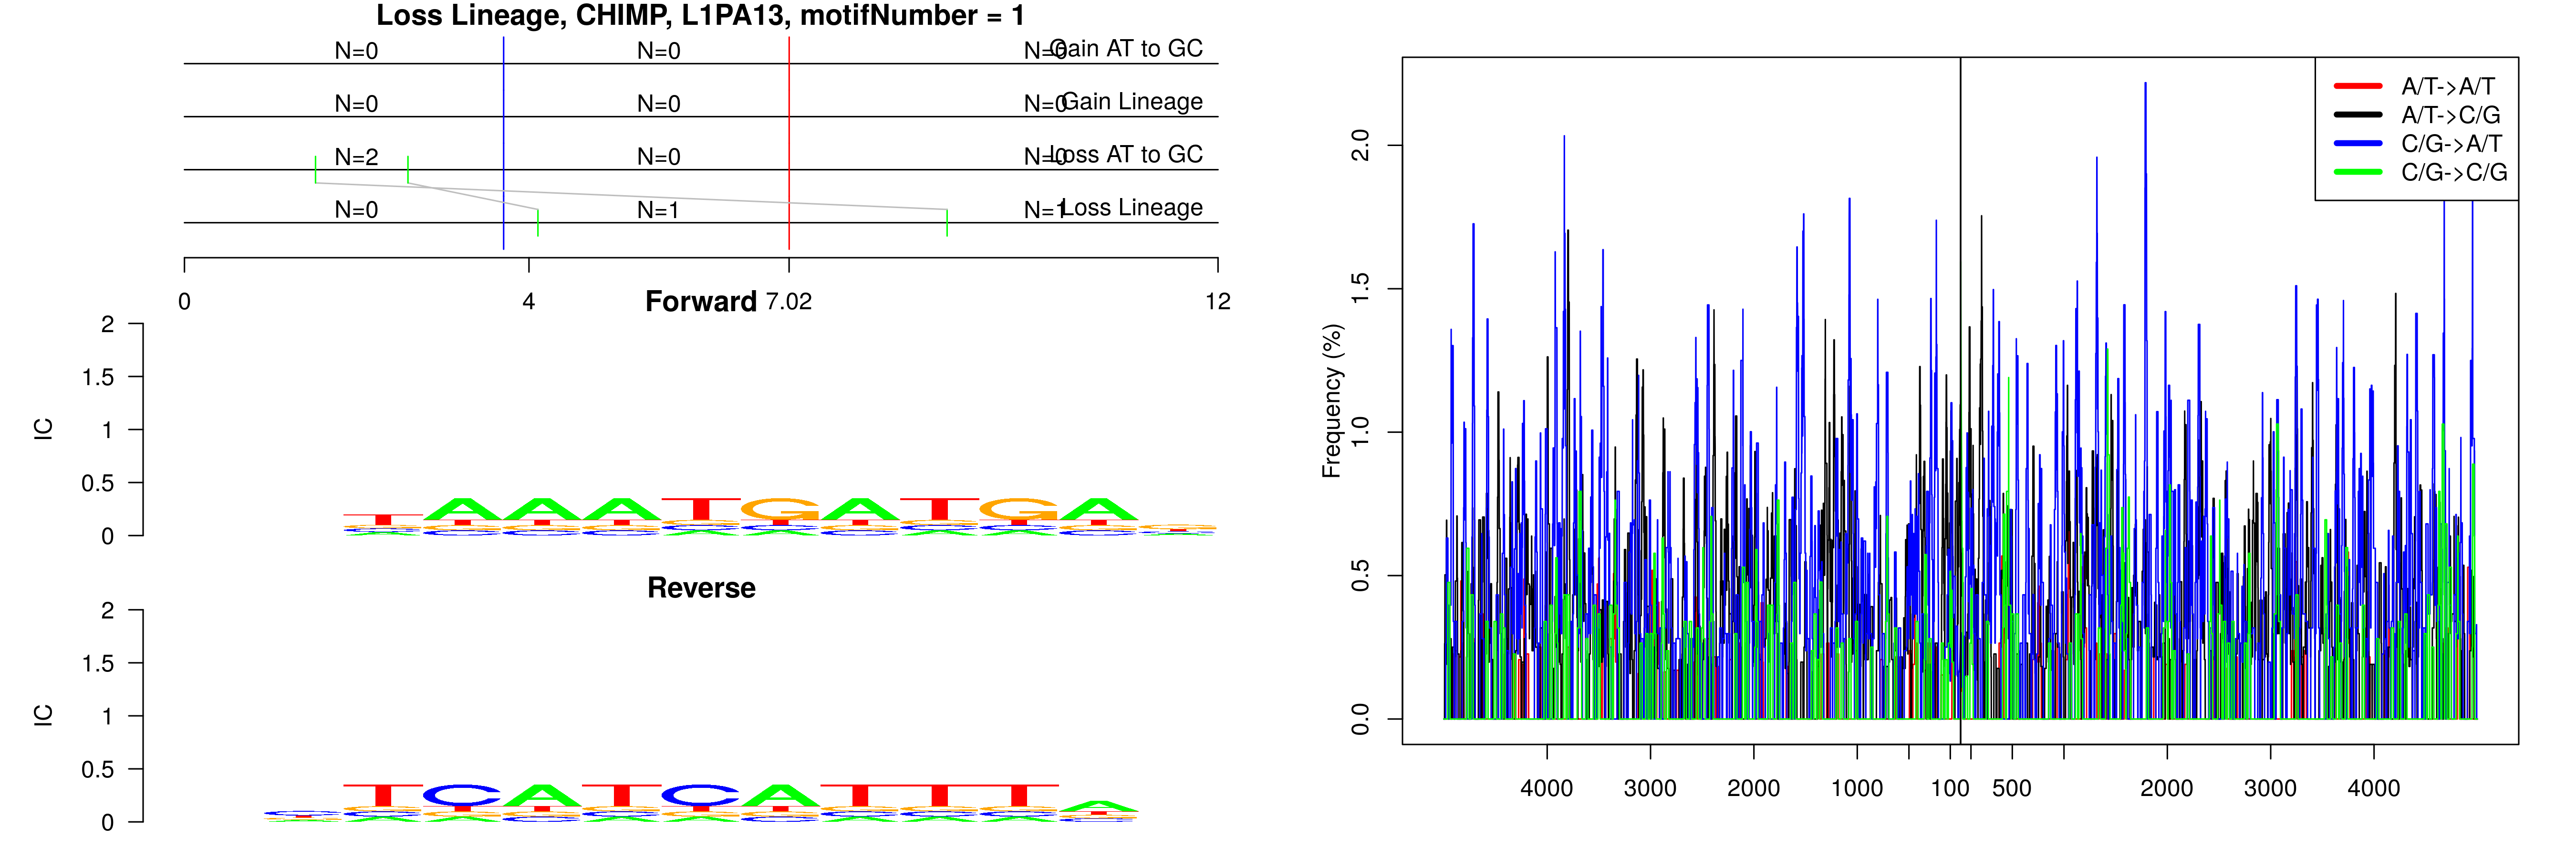 Loss Lineage, CHIMP, L1PA13, motifNumber = 1
N=0 N=0 N=0 Gain AT to GC
N=0 N=0 N=0 Gain Lineage
N=2 N=0 N=0 Loss AT to GC
N=0 N=1 N=1 Loss Lineage
0 4 7.02 12
Forward
2
1.5
1
0.5
0
IC
TAAATGATGA
Reverse
2
1.5
1
0.5
0
IC
TCATCATTTA
A/T->A/T
A/T->C/G
C/G->A/T
C/G->C/G
2.0
1.5
1.0
0.5
0.0
Frequency (%)
4000 3000 2000 1000 100 500 2000 3000 4000